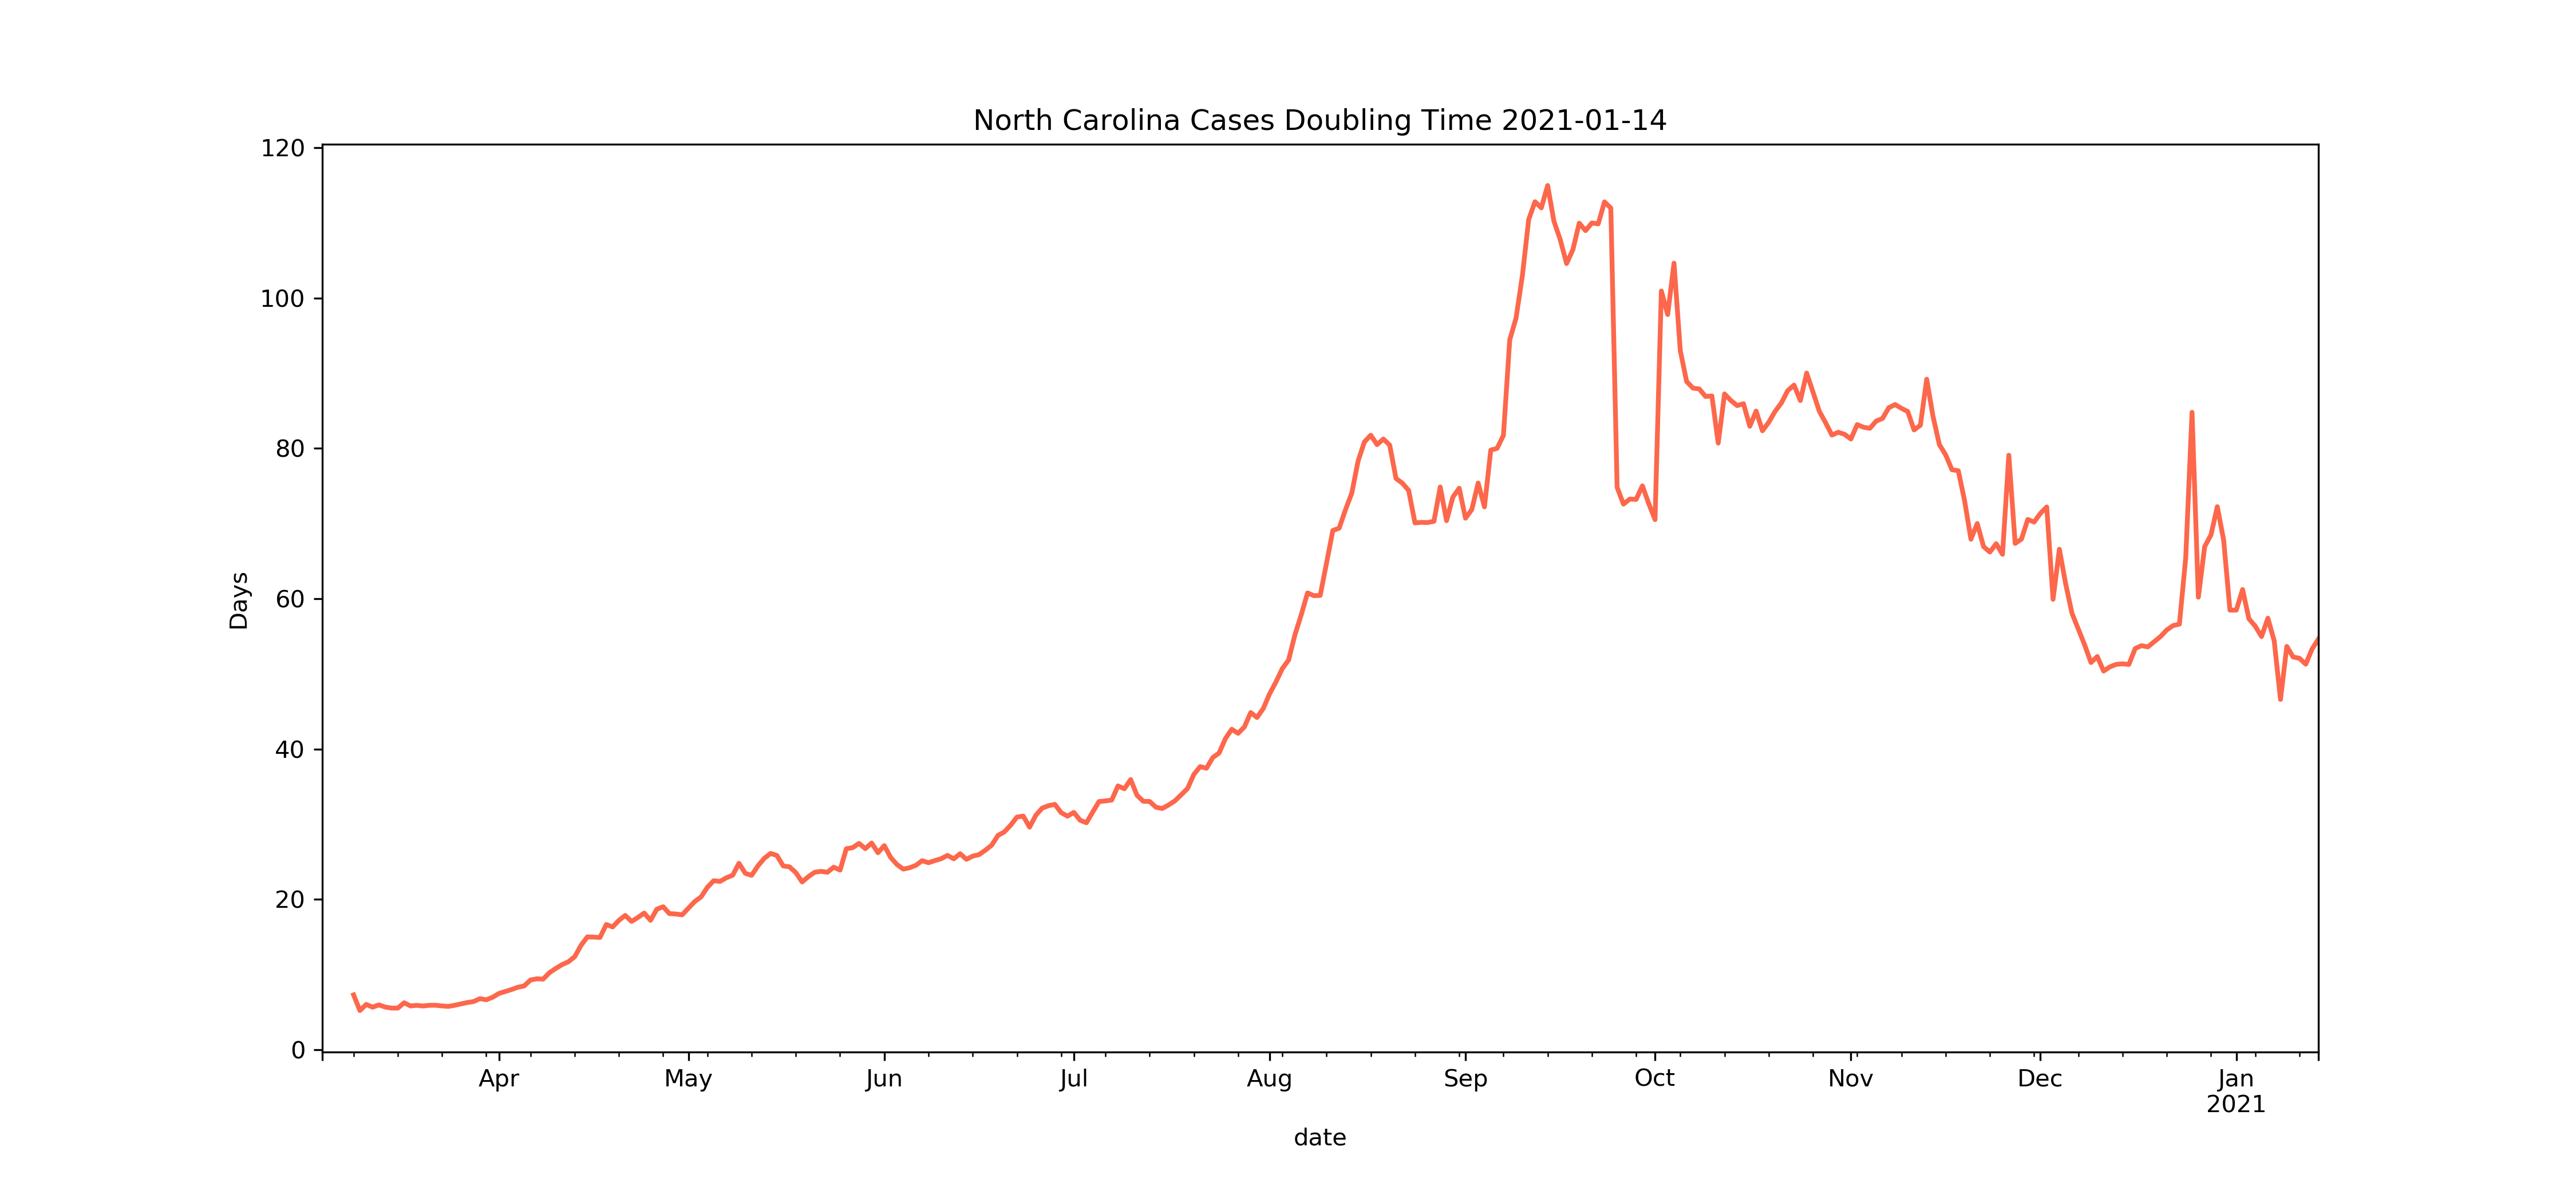 North Carolina Cases Doubling Time 2021-01-14
120
100
80
60
40
20
0
Days
Apr May Jun Jul Aug Sep Oct Nov Dec Jan
2021
date